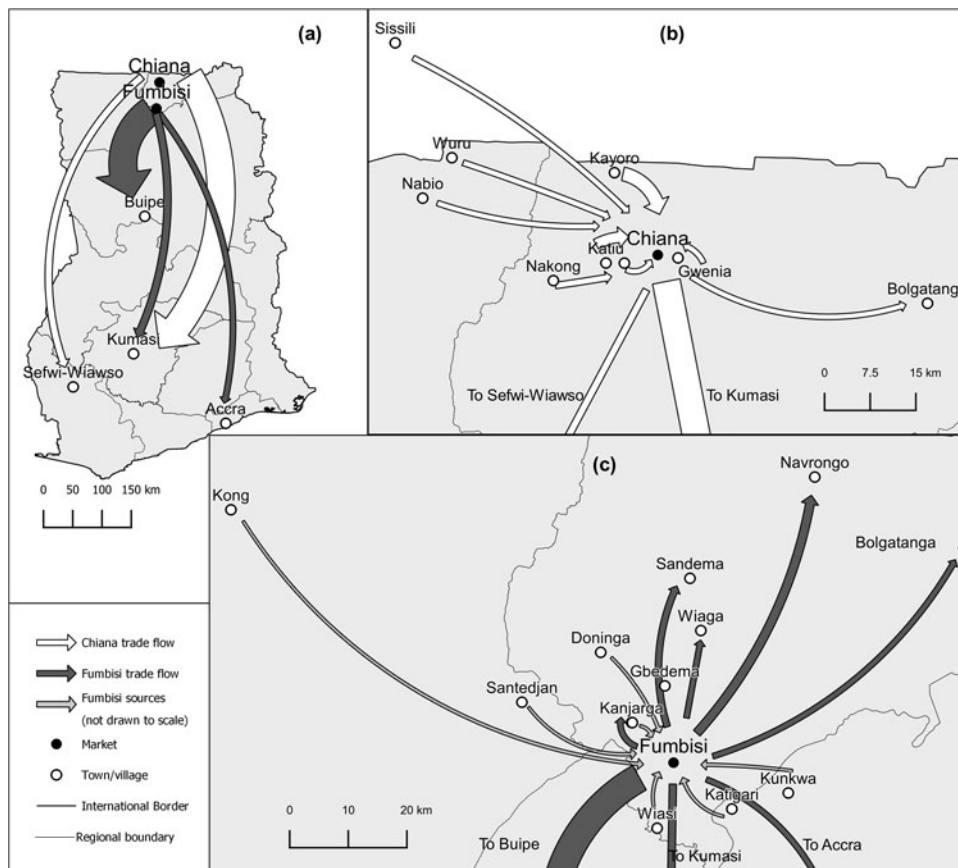 (a)
Chiana
Fumbisi
Buipe
Kumasi
Sefwi-Wiawso
Accra
0 50 100 150 km
(b)
Sissili
Wuru
Kayoro
Nabio
Chiana
Katiu
Gwenia
Nakong
Bolgatang
To Sefwi-Wiawso
To Kumasi
0 7.5 15 km
(c)
Navrongo
Kong
Bolgatanga
Sandema
Wiaga
Doninga
Gbedema
Santedjan
Kanjarga
Fumbisi
Kunkwa
Katigari
Wiasi
To Buipe
To Kumasi
To Accra
0 10 20 km
Chiana trade flow
Fumbisi trade flow
Fumbisi sources
(not drawn to scale)
Market
Town/village
International Border
Regional boundary